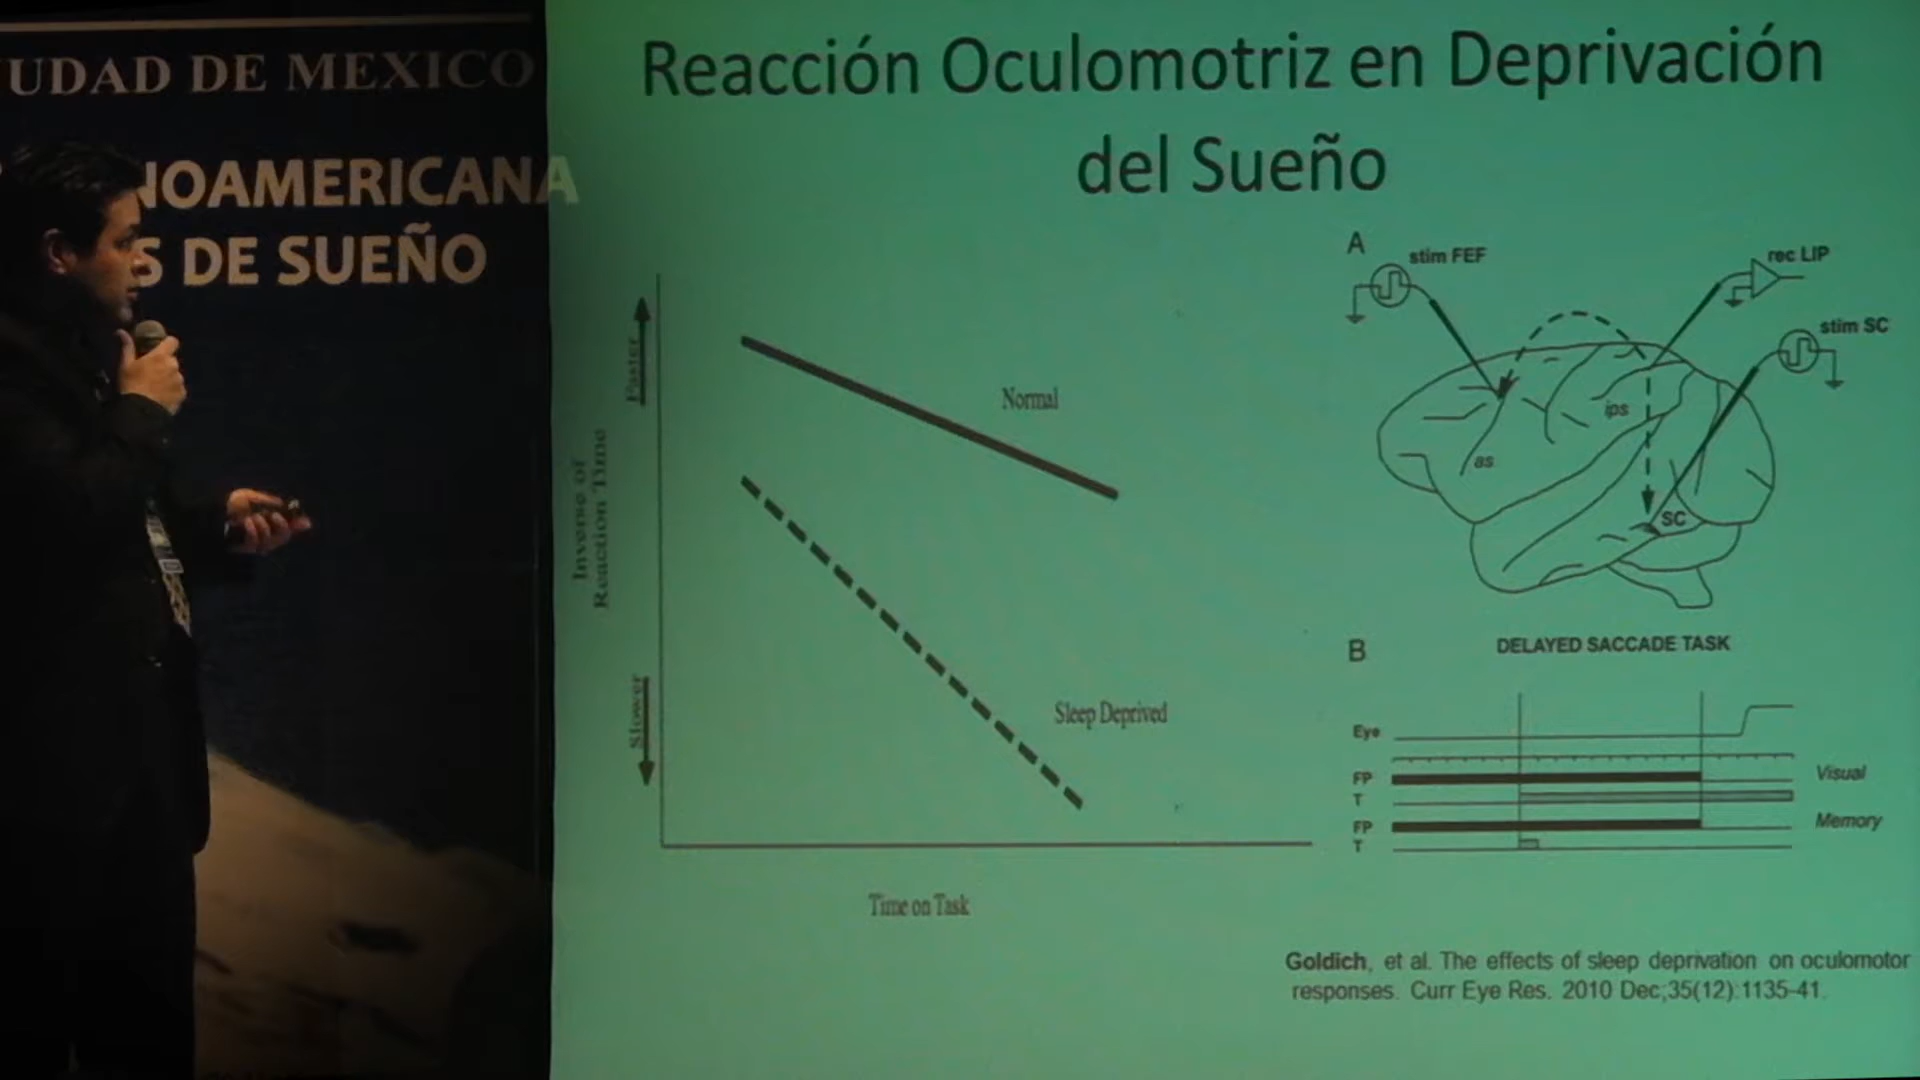 UDAD DE MEXICO
NOAMERICANA
S DE SUEÑO
Reacción Oculomotriz en Deprivación
del Sueño
Faster
Inverse of
Reaction Time
Slower
Normal
Sleep Deprived
Time on Task
A
stim FEF
rec LIP
stim SC
ips
as
SC
B
DELAYED SACCADE TASK
Eye
FP
T
Visual
FP
T
Memory
Goldich, et al. The effects of sleep deprivation on oculomotor
responses. Curr Eye Res. 2010 Dec;35(12):1135-41.